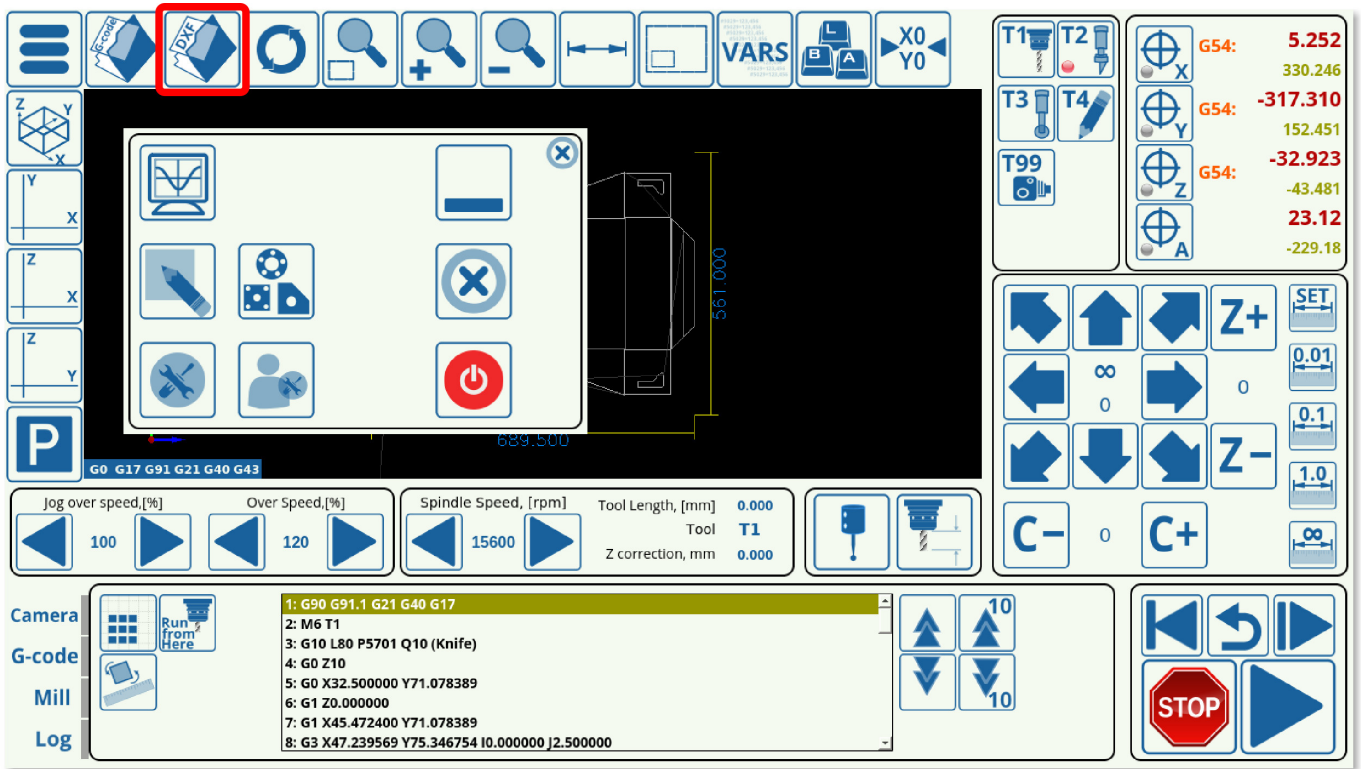 G-code
DXF
VARS
L
B
A
X0
Y0
T1
T2
T3
T4
T99
X
G54:
5.252
330.246
Y
G54:
-317.310
152.451
Z
G54:
-32.923
-43.481
A
23.12
-229.18
Z
Y
X
Y
X
Z
X
Z
Y
P
561.000
689.500
G0 G17 G91 G21 G40 G43
∞
0
Z+
0
Z-
C-
0
C+
SET
0.01
0.1
1.0
∞
Jog over speed,[%]
100
Over Speed,[%]
120
Spindle Speed, [rpm]
15600
Tool Length, [mm] 0.000
Tool T1
Z correction, mm 0.000
Camera
G-code
Mill
Log
Run
from
Here
1: G90 G91.1 G21 G40 G17
2: M6 T1
3: G10 L80 P5701 Q10 (Knife)
4: G0 Z10
5: G0 X32.500000 Y71.078389
6: G1 Z0.000000
7: G1 X45.472400 Y71.078389
8: G3 X47.239569 Y75.346754 I0.000000 J2.500000
10
10
STOP